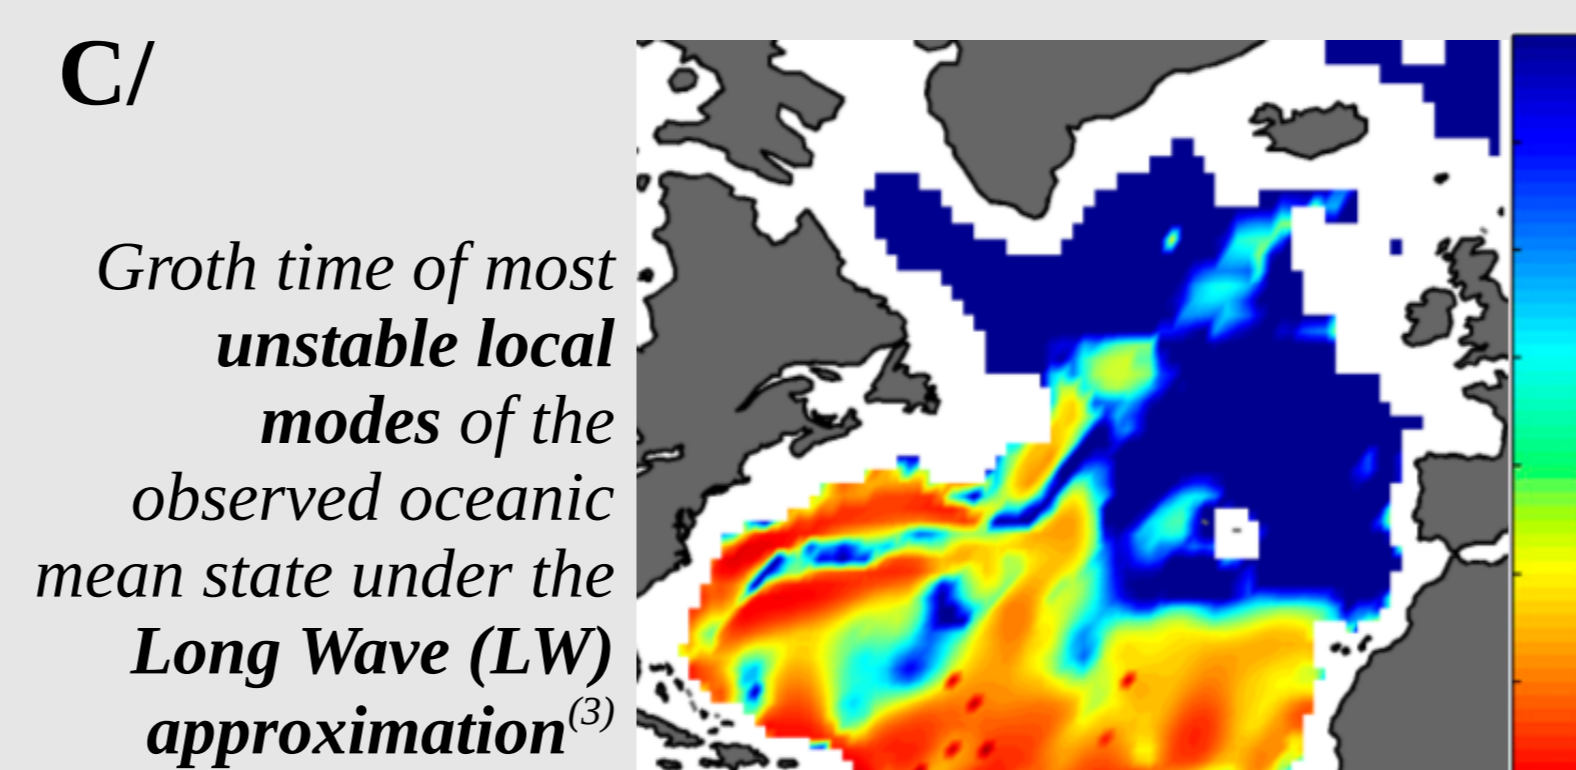 C/
Groth time of most
unstable local
modes of the
observed oceanic
mean state under the
Long Wave (LW)
approximation(3)